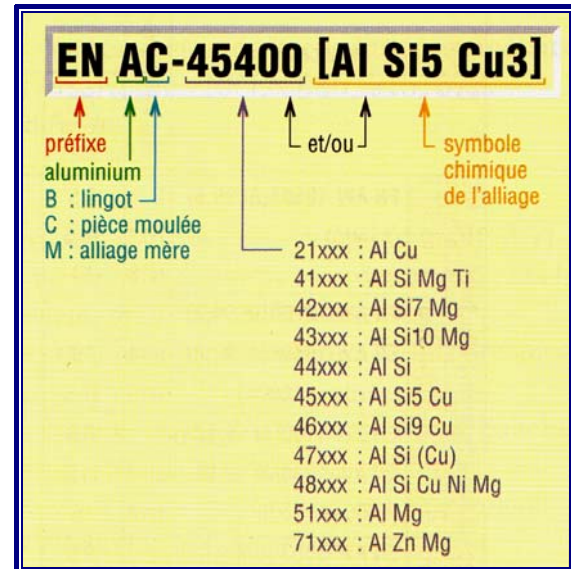 EN AC-45400 [Al Si5 Cu3]
préfixe
aluminium
B : lingot
C : pièce moulée
M : alliage mère
et/ou
symbole
chimique
de l'alliage
21xxx : Al Cu
41xxx : Al Si Mg Ti
42xxx : Al Si7 Mg
43xxx : Al Si10 Mg
44xxx : Al Si
45xxx : Al Si5 Cu
46xxx : Al Si9 Cu
47xxx : Al Si (Cu)
48xxx : Al Si Cu Ni Mg
51xxx : Al Mg
71xxx : Al Zn Mg